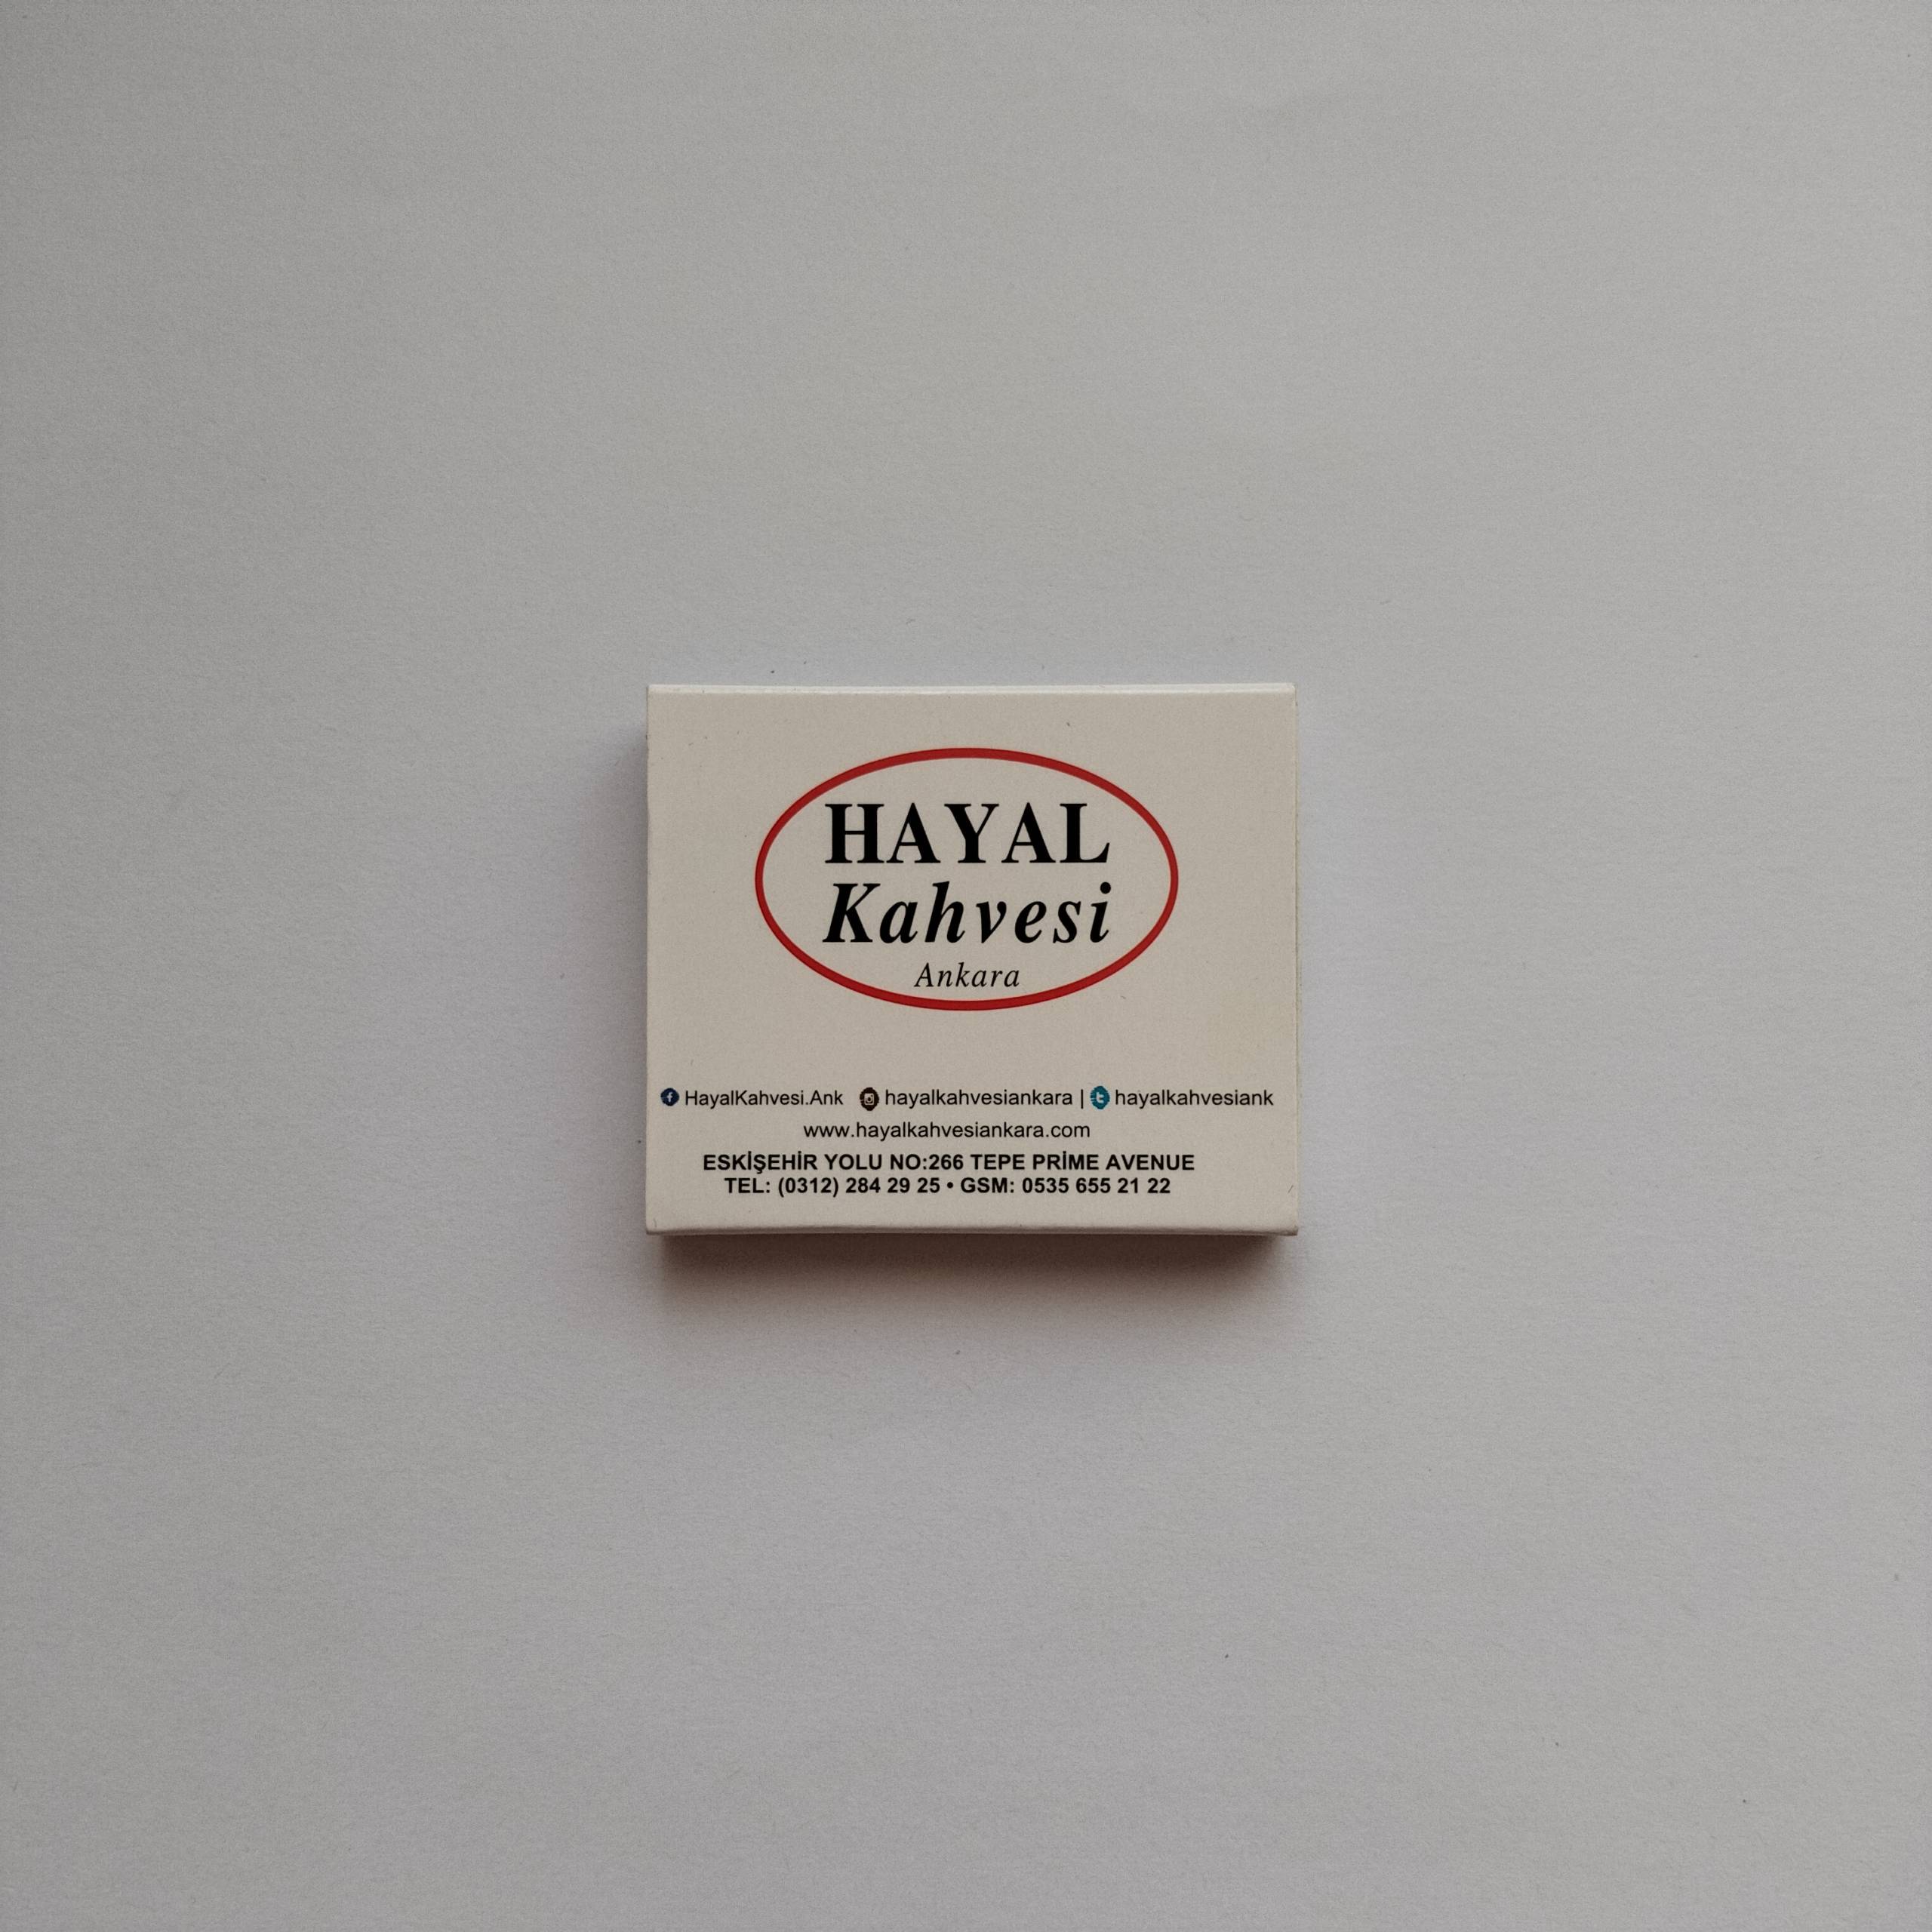 HAYAL
Kahvesi
Ankara
HayalKahvesi.Ank hayalkahvesiankara | hayalkahvesiank
www.hayalkahvesiankara.com
ESKİŞEHİR YOLU NO:266 TEPE PRİME AVENUE
TEL: (0312) 284 29 25 • GSM: 0535 655 21 22